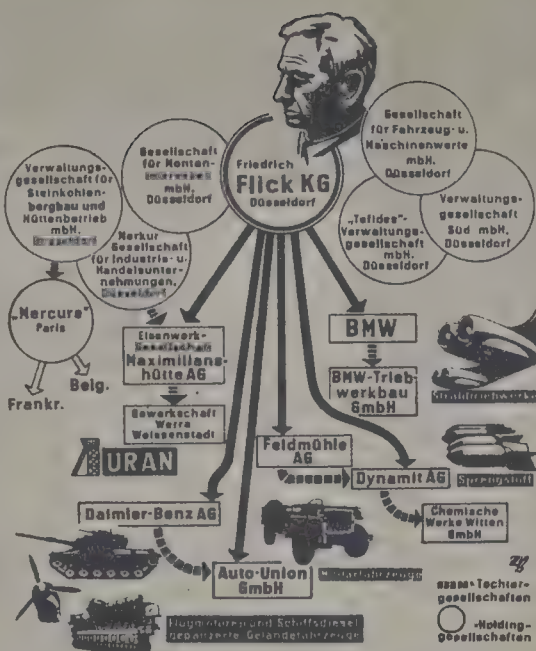 Friedrich
Flick KG
Düsseldorf
Gesellschaft
für Montan-
mbH,
Düsseldorf
Verwaltungs-
gesellschaft für
Steinkohlen-
bergbau und
Hüttenbetrieb
mbH.
Merkur
Gesellschaft
für Industrie- u.
Handelsunter-
nehmungen,
Düsseldorf
„Mercure"
Paris
Frankr.
Belg.
Gesellschaft
für Fahrzeug- u.
Maschinenwerte
mbH.
Düsseldorf
„Tefides"-
Verwaltungs-
gesellschaft
mbH.
Düsseldorf
Verwaltungs-
gesellschaft
Süd mbH,
Düsseldorf
Eisenwerk-
Gesellschaft
Maximilians-
hütte AG
Gewerkschaft
Werra
Weissenstadt
URAN
BMW
BMW-Trieb-
werkbau
GmbH
Strahltriebwerke
Feldmühle
AG
Dynamit AG
Sprengstoff
Chemische
Werke Witten
GmbH
Daimler-Benz AG
Auto-Union
GmbH
Militärfahrzeuge
Flugmotoren und Schiffsdiesel
gepanzerte Geländefahrzeuge
-Tochter-
gesellschaften
-Holding-
gesellschaften